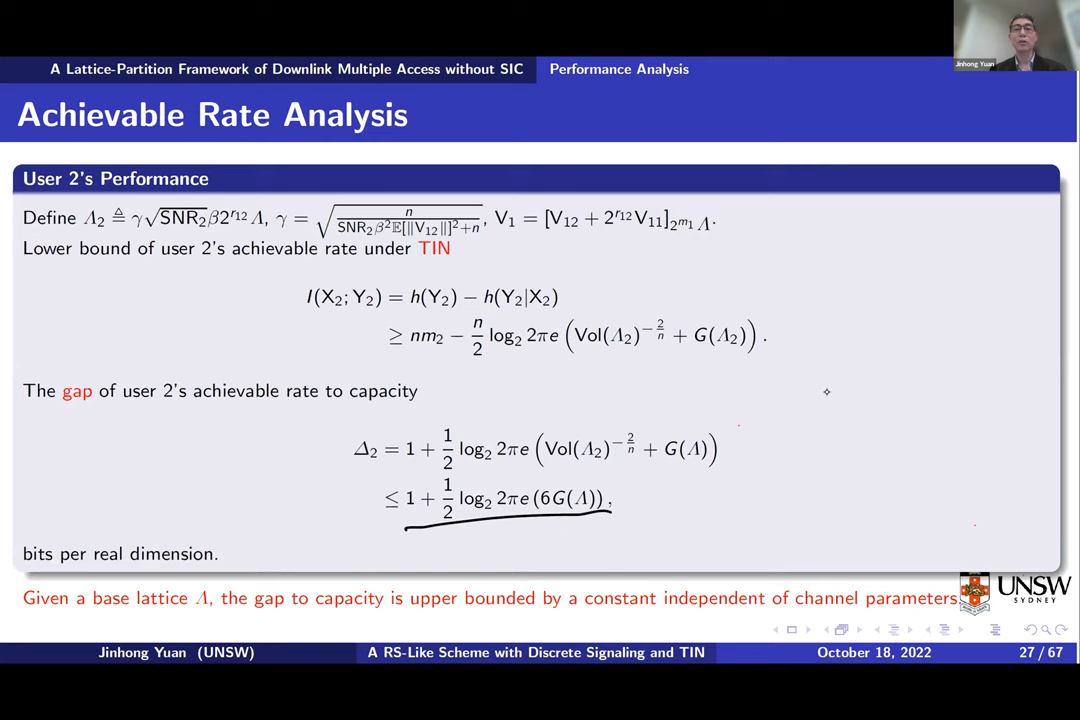 Jinhong Yuan
A Lattice-Partition Framework of Downlink Multiple Access without SIC Performance Analysis
Achievable Rate Analysis
User 2's Performance
Define Λ₂ ≜ γ√SNR₂β2^{r₁₂}Λ, γ = √(n / (SNR₂β²𝔼[‖V₁₂‖]²+n)), V₁ = [V₁₂ + 2^{r₁₂}V₁₁]_{2^{m₁}Λ}.
Lower bound of user 2's achievable rate under TIN
I(X₂; Y₂) = h(Y₂) − h(Y₂|X₂)
≥ nm₂ − n/2 log₂ 2πe (Vol(Λ₂)^{−2/n} + G(Λ₂)).
The gap of user 2's achievable rate to capacity
Δ₂ = 1 + 1/2 log₂ 2πe (Vol(Λ₂)^{−2/n} + G(Λ))
≤ 1 + 1/2 log₂ 2πe (6G(Λ)),
bits per real dimension.
Given a base lattice Λ, the gap to capacity is upper bounded by a constant independent of channel parameters
UNSW
SYDNEY
Jinhong Yuan (UNSW) A RS-Like Scheme with Discrete Signaling and TIN October 18, 2022 27 / 67